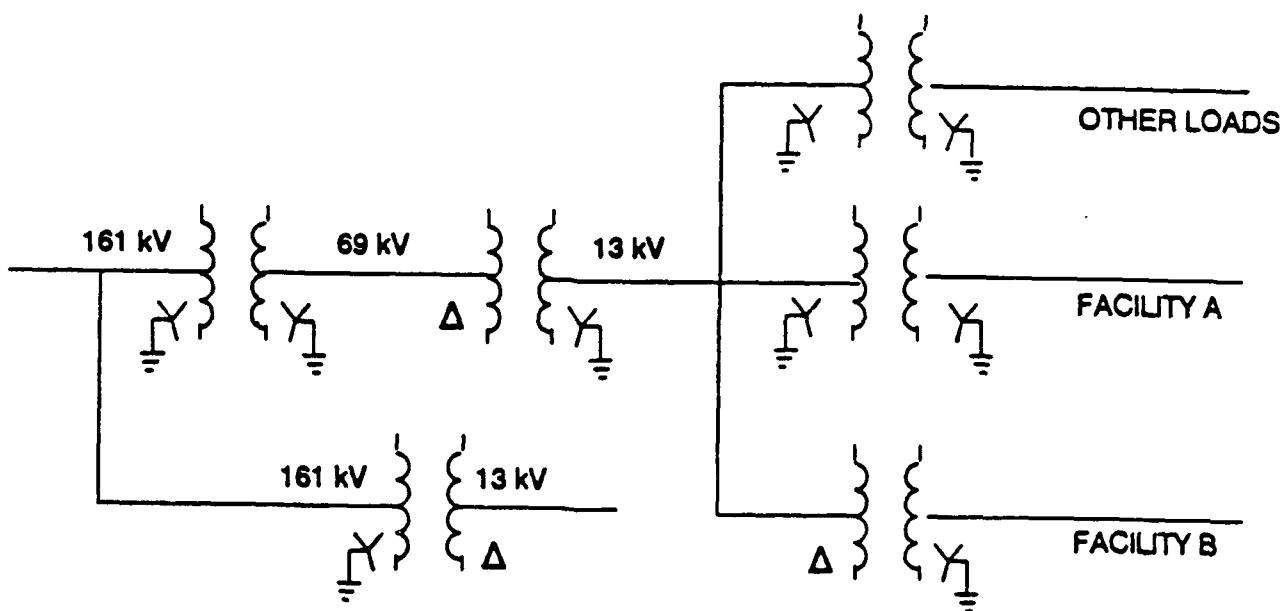 OTHER LOADS
161 kV
69 kV
13 kV
Δ
FACILITY A
161 kV
13 kV
Δ
Δ
FACILITY B